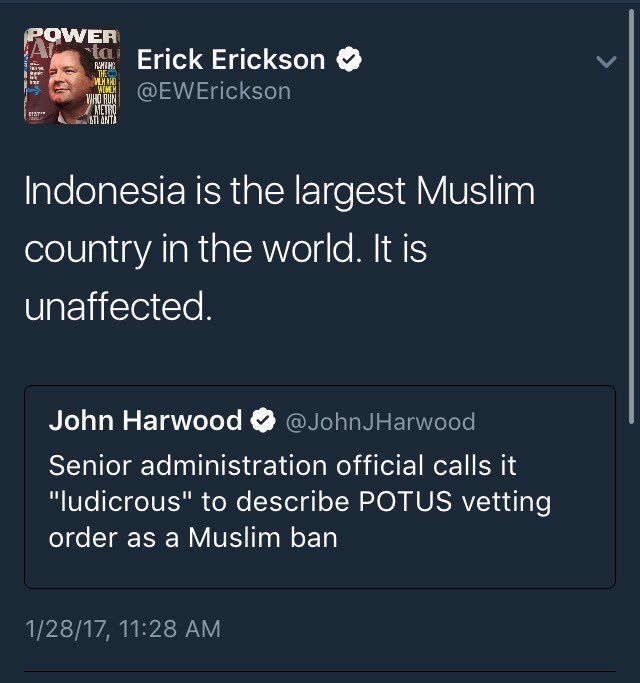 POWER
RANKING
THE
MEN AND
WOMEN
WHO RUN
METRO
ATLANTA
Erick Erickson
@EWErickson
Indonesia is the largest Muslim
country in the world. It is
unaffected.
John Harwood @JohnJHarwood
Senior administration official calls it
"ludicrous" to describe POTUS vetting
order as a Muslim ban
1/28/17, 11:28 AM